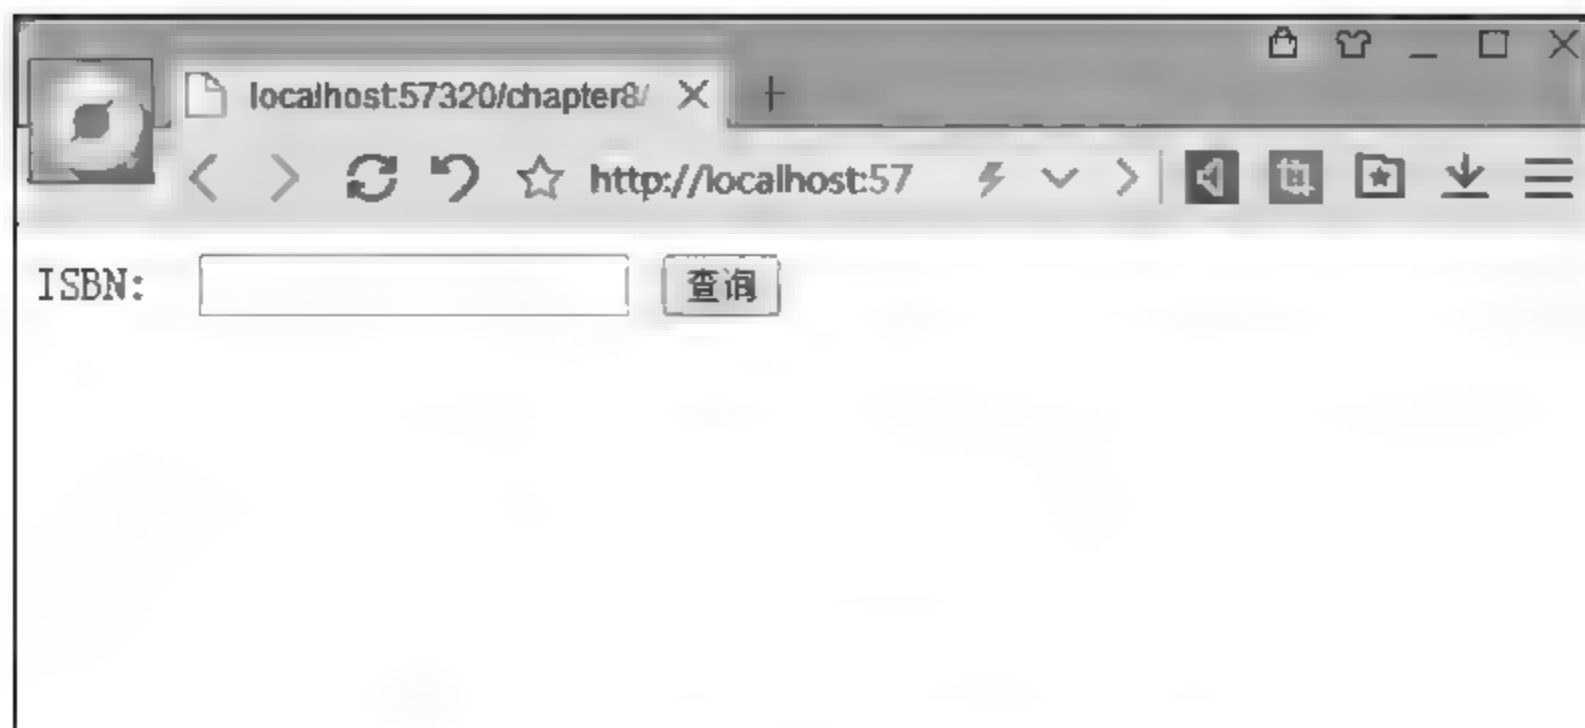 localhost:57320/chapter8/
http://localhost:57
ISBN: 查询